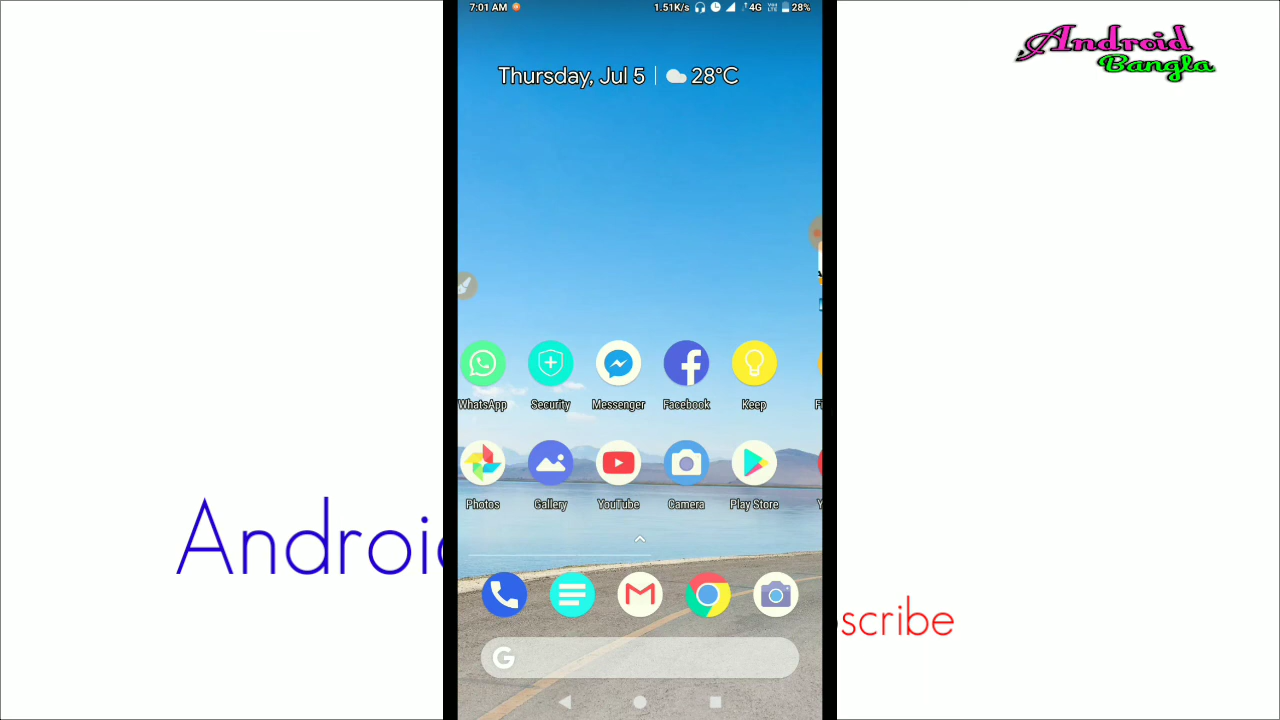 7:01 AM 1.51K/s 4G VoLTE 28%
Android
Bangla
Thursday, Jul 5 28°C
WhatsApp Security Messenger Facebook Keep
Photos Gallery YouTube Camera Play Store
Androi
scribe
G